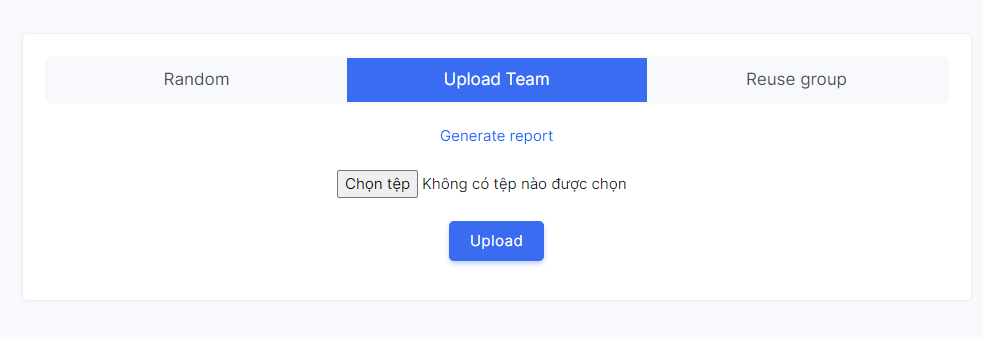 Random Upload Team Reuse group
Generate report
Chọn tệp Không có tệp nào được chọn
Upload